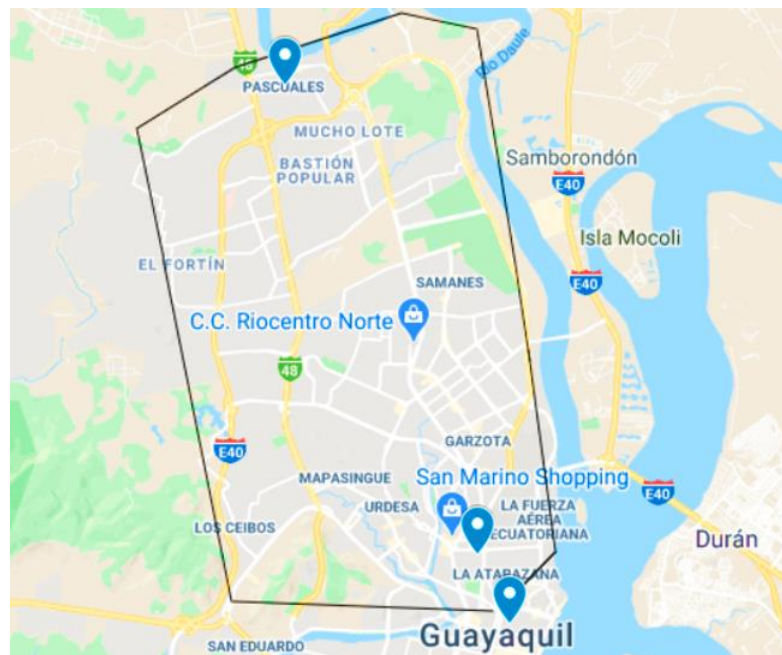 48
PASCUALES
Rio Daule
MUCHO LOTE
BASTIÓN
POPULAR
Samborondón
E40
Isla Mocoli
EL FORTÍN
SAMANES
E40
C.C. Riocentro Norte
48
GARZOTA
E40
MAPASINGUE
San Marino Shopping
E40
URDESA
LA FUERZA
AÉREA
ECUATORIANA
LOS CEIBOS
Durán
LA ATARAZANA
Guayaquil
SAN EDUARDO